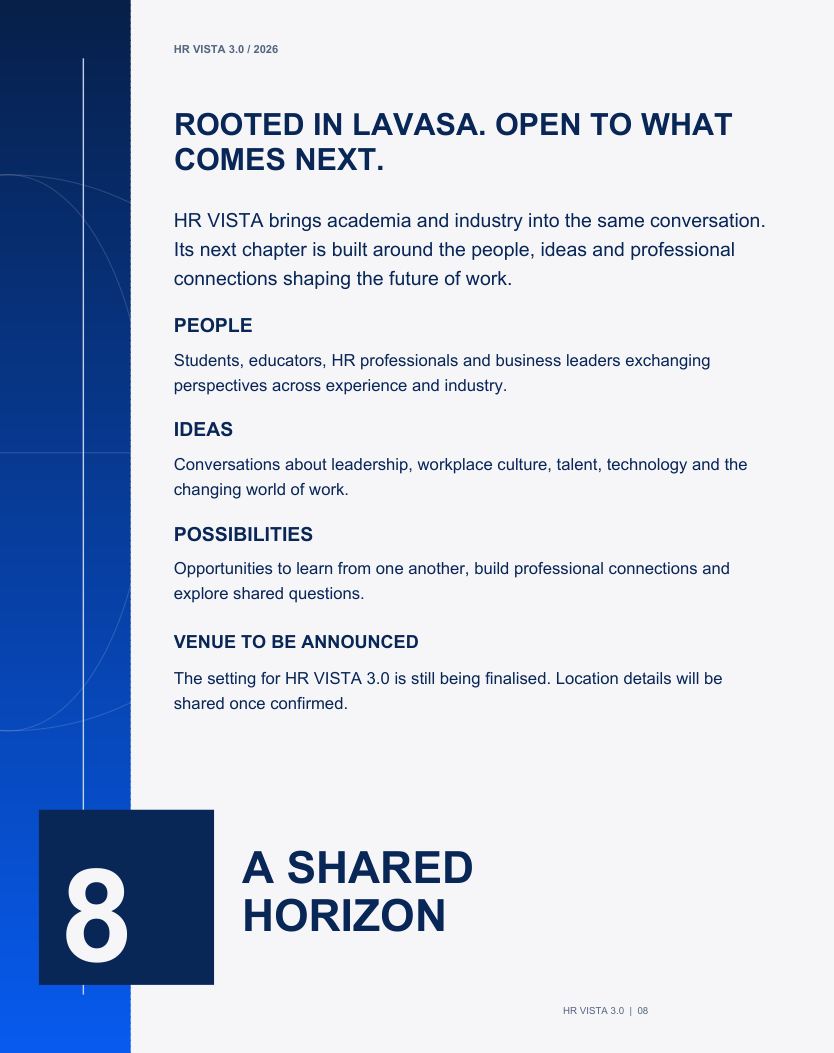 HR VISTA 3.0 / 2026
ROOTED IN LAVASA. OPEN TO WHAT
COMES NEXT.
HR VISTA brings academia and industry into the same conversation.
Its next chapter is built around the people, ideas and professional
connections shaping the future of work.
PEOPLE
Students, educators, HR professionals and business leaders exchanging
perspectives across experience and industry.
IDEAS
Conversations about leadership, workplace culture, talent, technology and the
changing world of work.
POSSIBILITIES
Opportunities to learn from one another, build professional connections and
explore shared questions.
VENUE TO BE ANNOUNCED
The setting for HR VISTA 3.0 is still being finalised. Location details will be
shared once confirmed.
8
A SHARED
HORIZON
HR VISTA 3.0 | 08